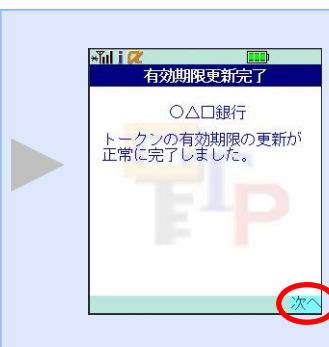 有効期限更新完了
○△□銀行
トークンの有効期限の更新が
正常に完了しました。
次へ